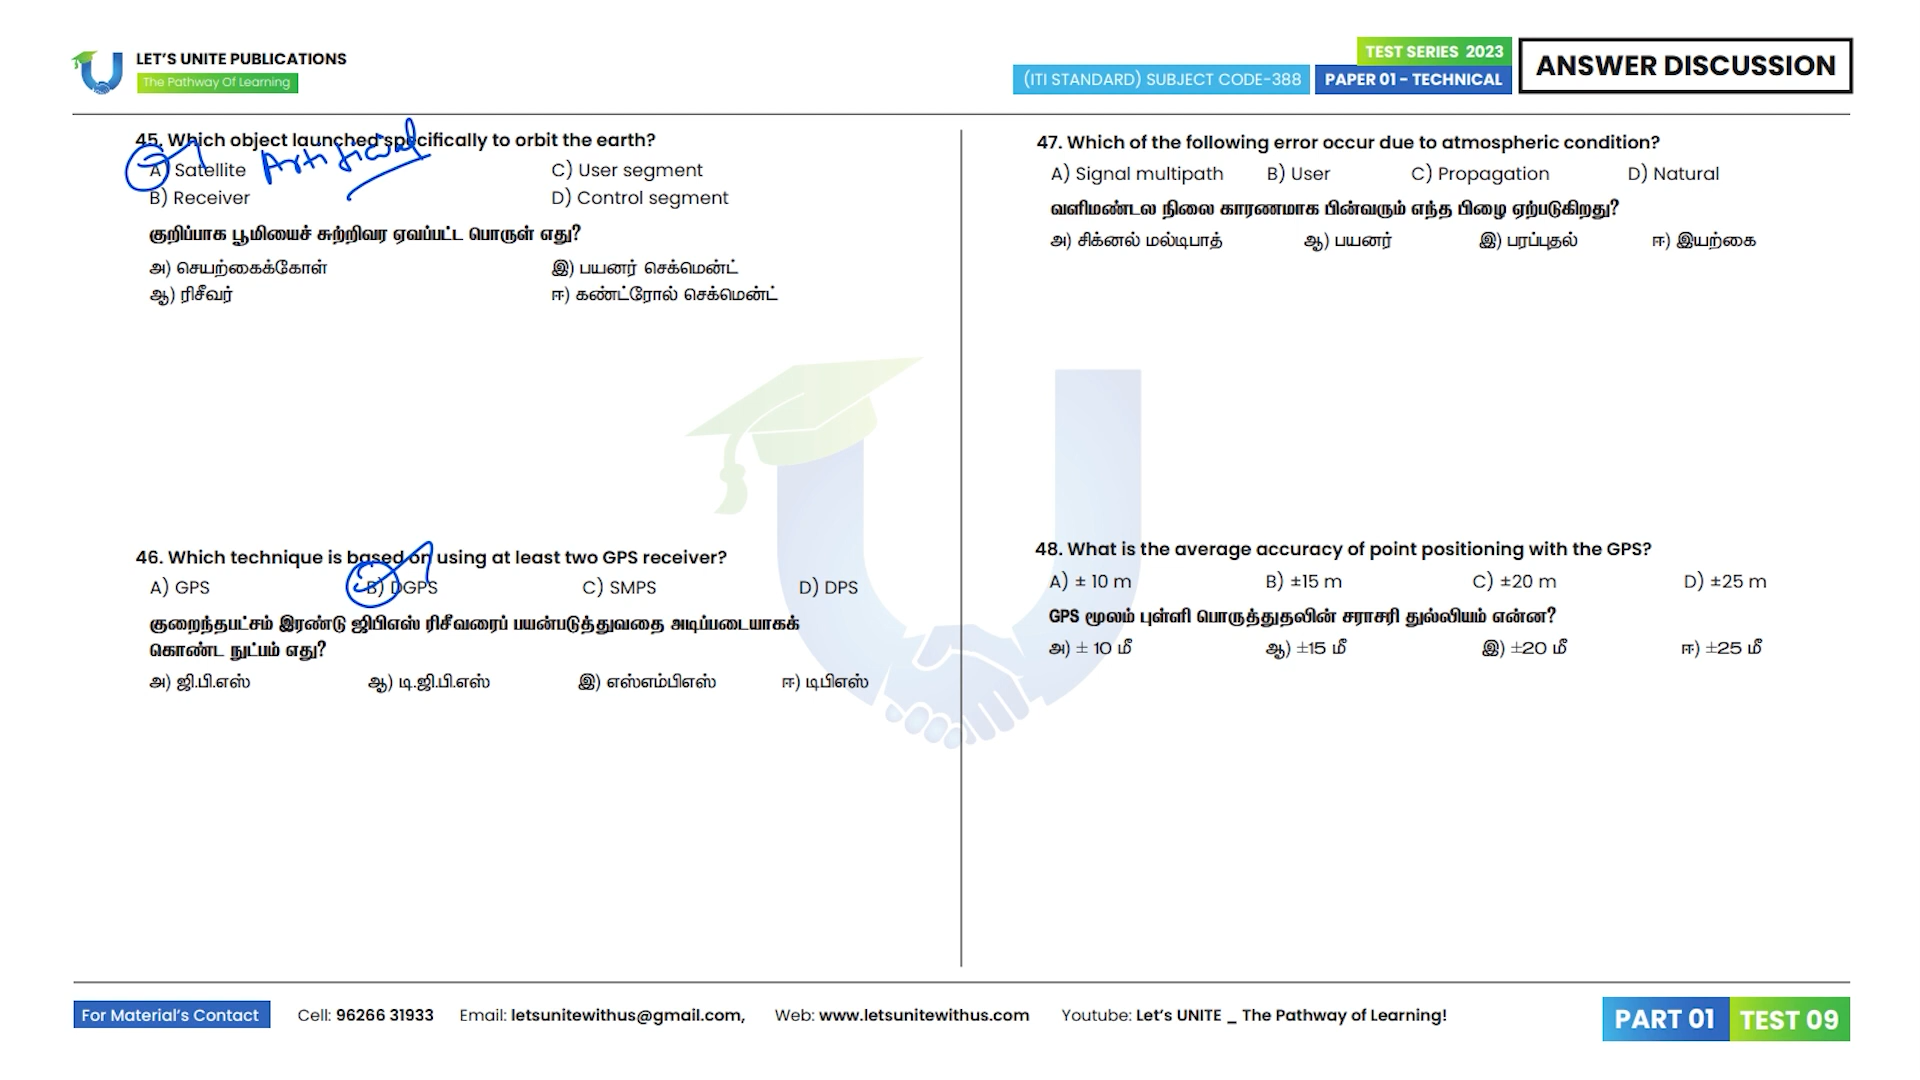 LET'S UNITE PUBLICATIONS
The Pathway Of Learning
TEST SERIES 2023
(ITI STANDARD) SUBJECT CODE-388 PAPER 01 - TECHNICAL
ANSWER DISCUSSION
45. Which object launched specifically to orbit the earth?
A) Satellite Artificial C) User segment
B) Receiver D) Control segment
குறிப்பாக பூமியைச் சுற்றிவர ஏவப்பட்ட பொருள் எது?
அ) செயற்கைக்கோள் இ) பயனர் செக்மென்ட்
ஆ) ரிசீவர் ஈ) கண்ட்ரோல் செக்மென்ட்
46. Which technique is based on using at least two GPS receiver?
A) GPS B) DGPS C) SMPS D) DPS
குறைந்தபட்சம் இரண்டு ஜிபிஎஸ் ரிசீவரைப் பயன்படுத்துவதை அடிப்படையாகக்
கொண்ட நுட்பம் எது?
அ) ஜி.பி.எஸ் ஆ) டி.ஜி.பி.எஸ் இ) எஸ்எம்பிஎஸ் ஈ) டிபிஎஸ்
47. Which of the following error occur due to atmospheric condition?
A) Signal multipath B) User C) Propagation D) Natural
வளிமண்டல நிலை காரணமாக பின்வரும் எந்த பிழை ஏற்படுகிறது?
அ) சிக்னல் மல்டிபாத் ஆ) பயனர் இ) பரப்புதல் ஈ) இயற்கை
48. What is the average accuracy of point positioning with the GPS?
A) ± 10 m B) ±15 m C) ±20 m D) ±25 m
GPS மூலம் புள்ளி பொருத்துதலின் சராசரி துல்லியம் என்ன?
அ) ± 10 மீ ஆ) ±15 மீ இ) ±20 மீ ஈ) ±25 மீ
For Material's Contact Cell: 96266 31933 Email: letsunitewithus@gmail.com, Web: www.letsunitewithus.com Youtube: Let's UNITE _ The Pathway of Learning!
PART 01 TEST 09